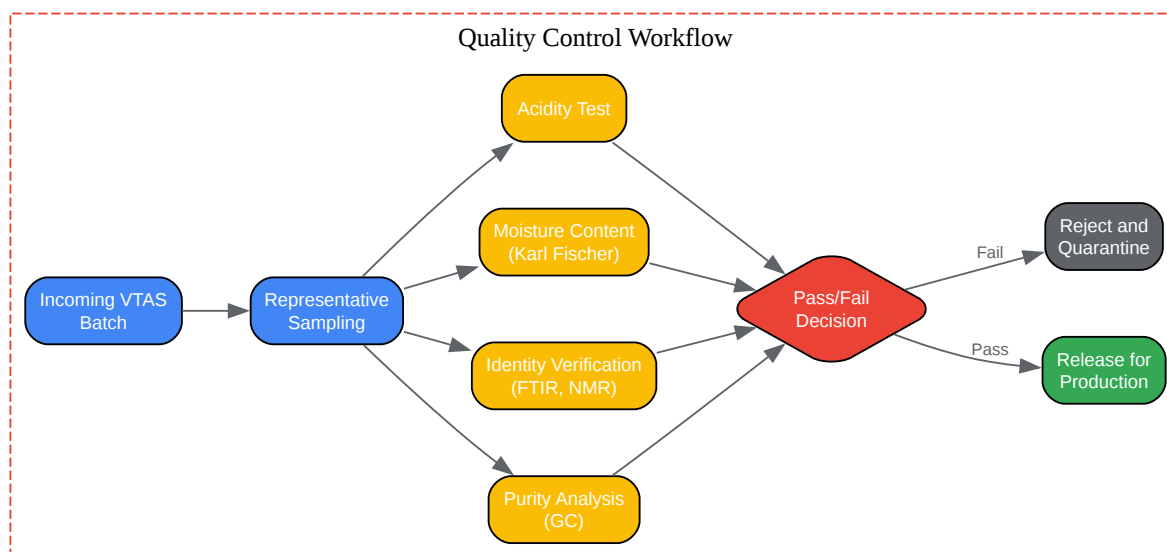 Quality Control Workflow
Acidity Test
Moisture Content
(Karl Fischer)
Incoming VTAS
Batch
Representative
Sampling
Identity Verification
(FTIR, NMR)
Purity Analysis
(GC)
Pass/Fail
Decision
Fail
Reject and
Quarantine
Pass
Release for
Production